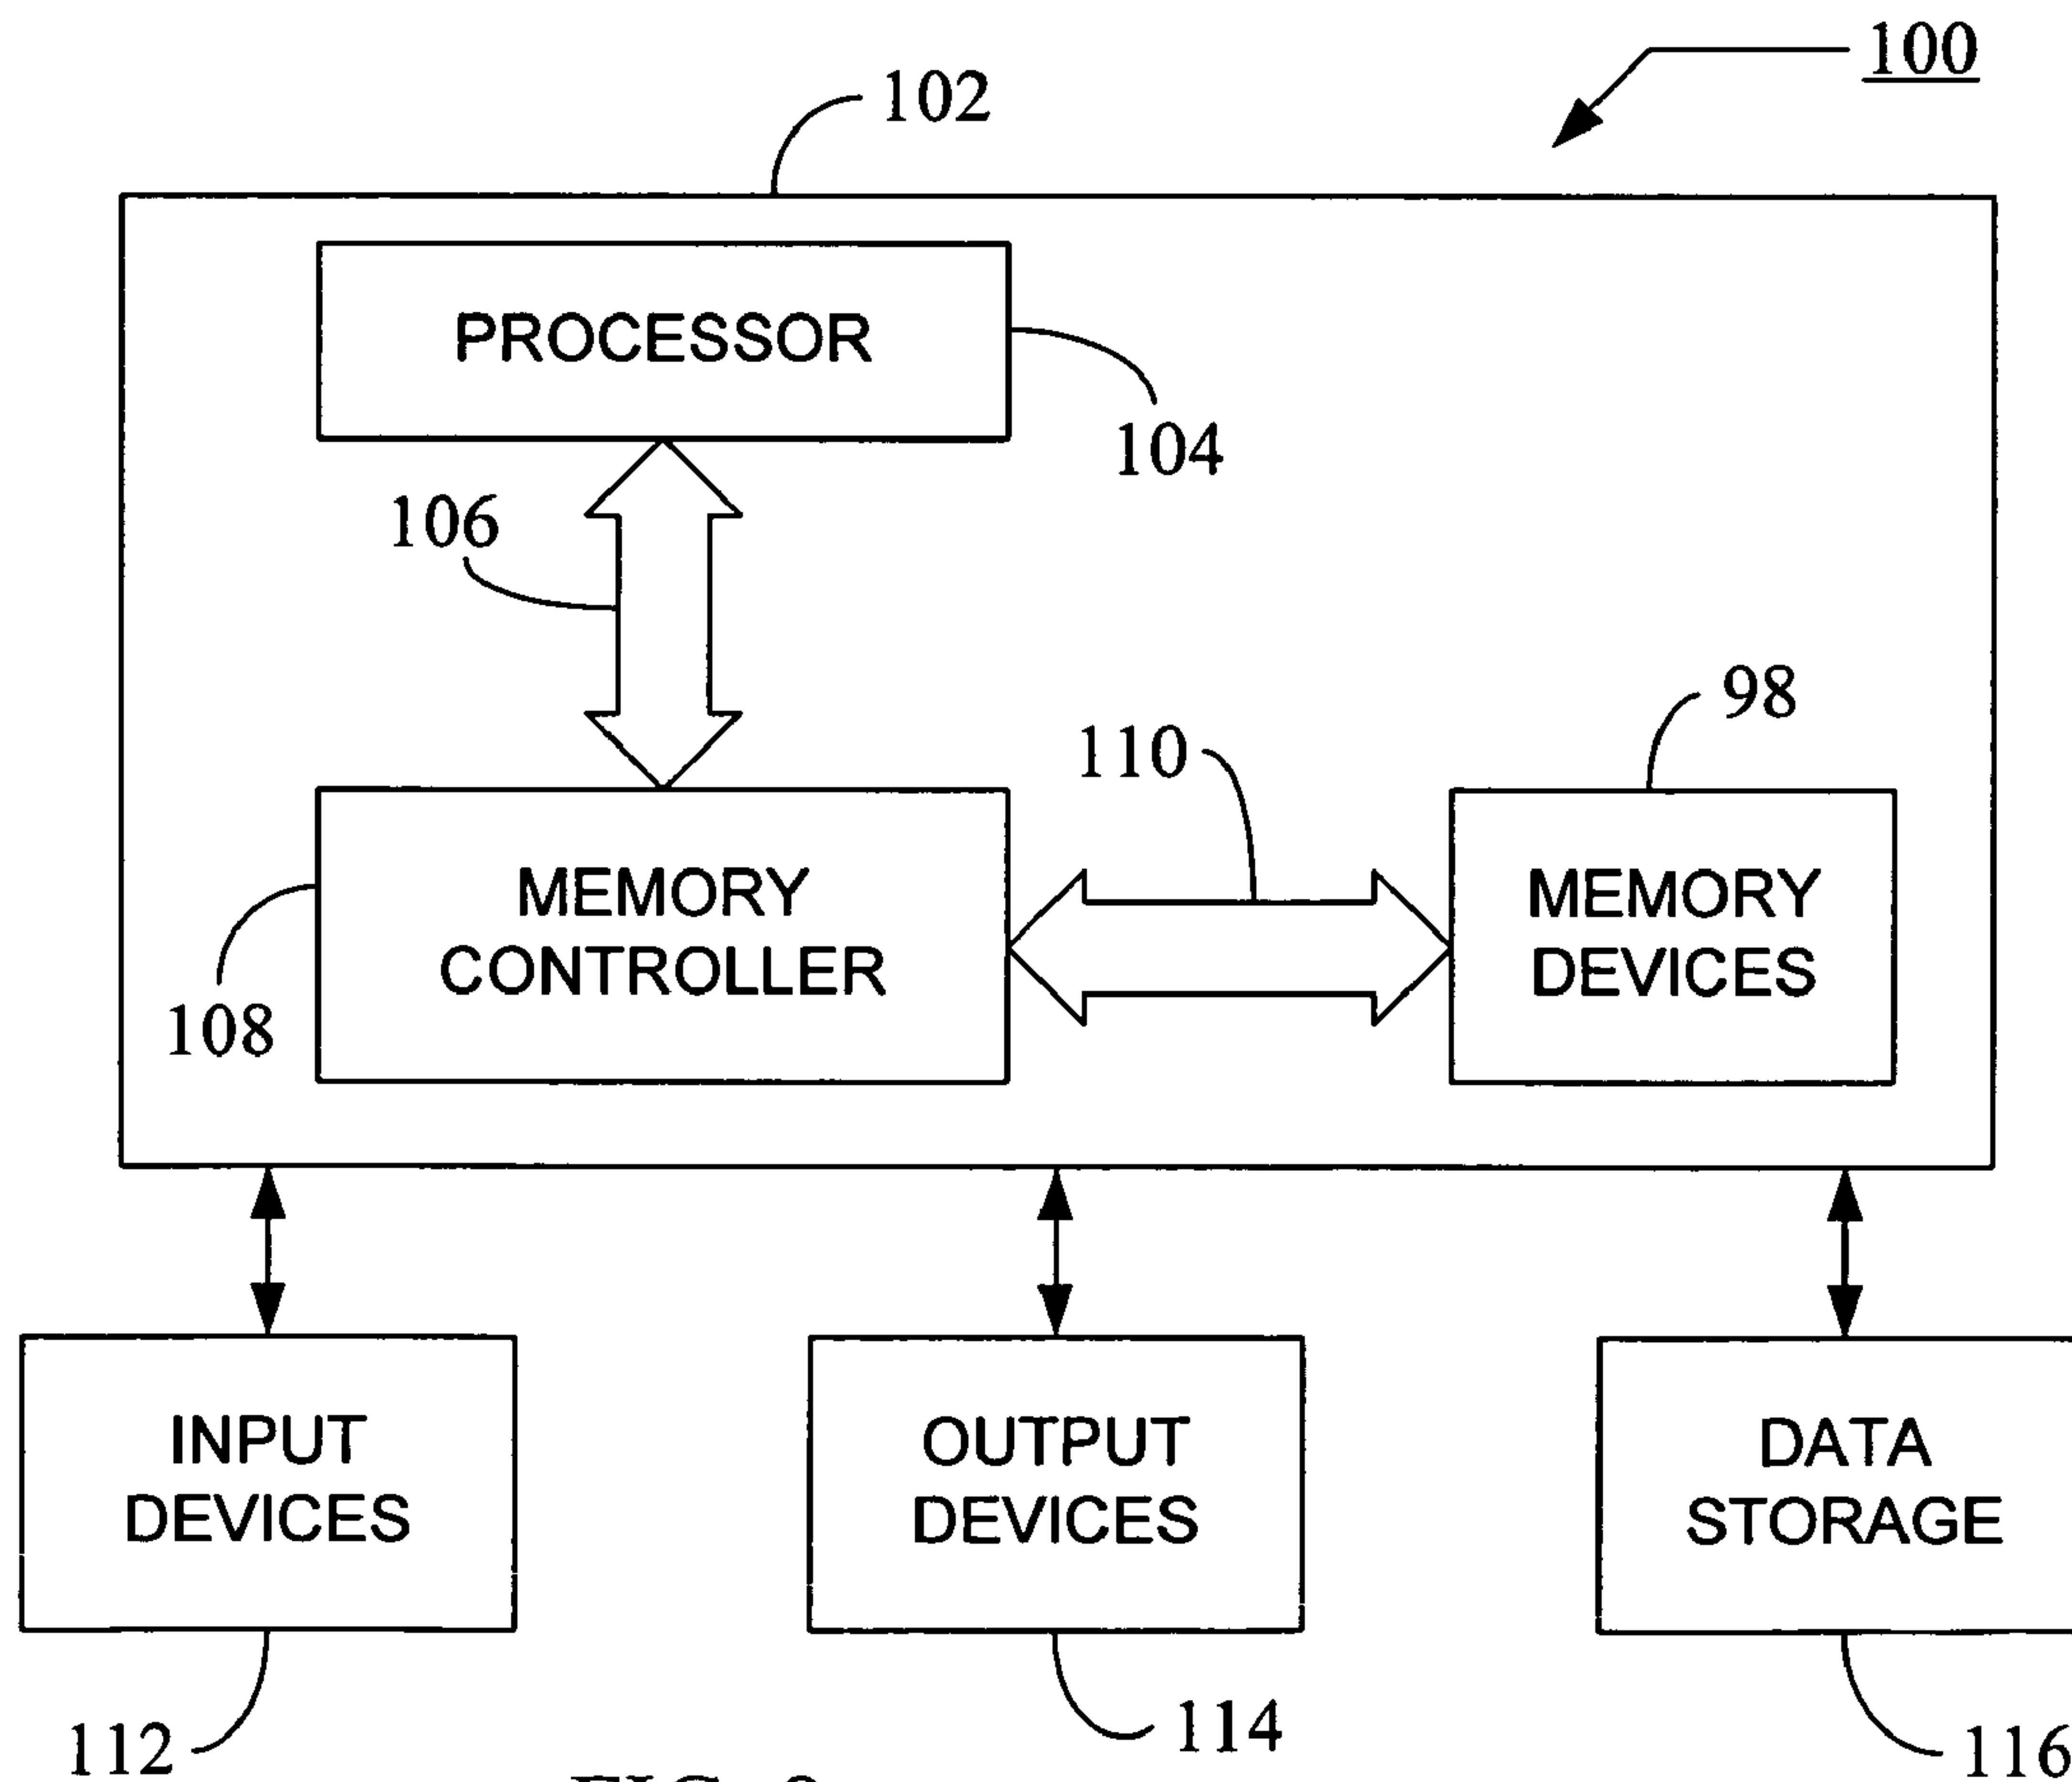 100
102
PROCESSOR
104
106
98
110
MEMORY
CONTROLLER
MEMORY
DEVICES
108
INPUT
DEVICES
OUTPUT
DEVICES
DATA
STORAGE
112
114
116